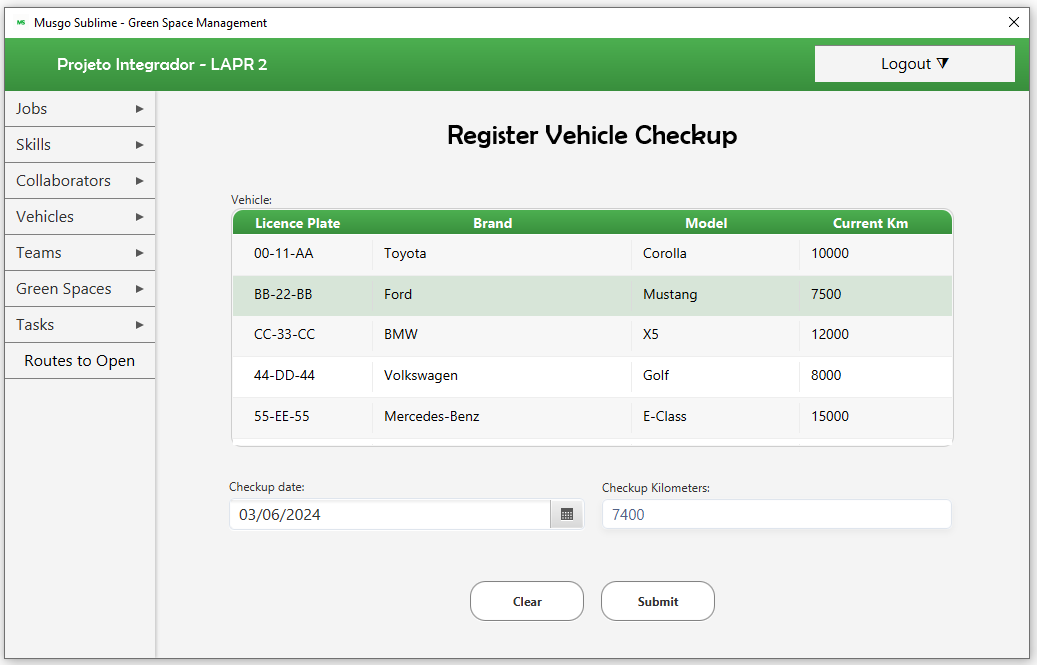 MS Musgo Sublime - Green Space Management
Projeto Integrador - LAPR 2
Logout
Jobs
Skills
Collaborators
Vehicles
Teams
Green Spaces
Tasks
Routes to Open
Register Vehicle Checkup
Vehicle:
Licence Plate Brand Model Current Km
00-11-AA Toyota Corolla 10000
BB-22-BB Ford Mustang 7500
CC-33-CC BMW X5 12000
44-DD-44 Volkswagen Golf 8000
55-EE-55 Mercedes-Benz E-Class 15000
Checkup date:
03/06/2024
Checkup Kilometers:
7400
Clear
Submit